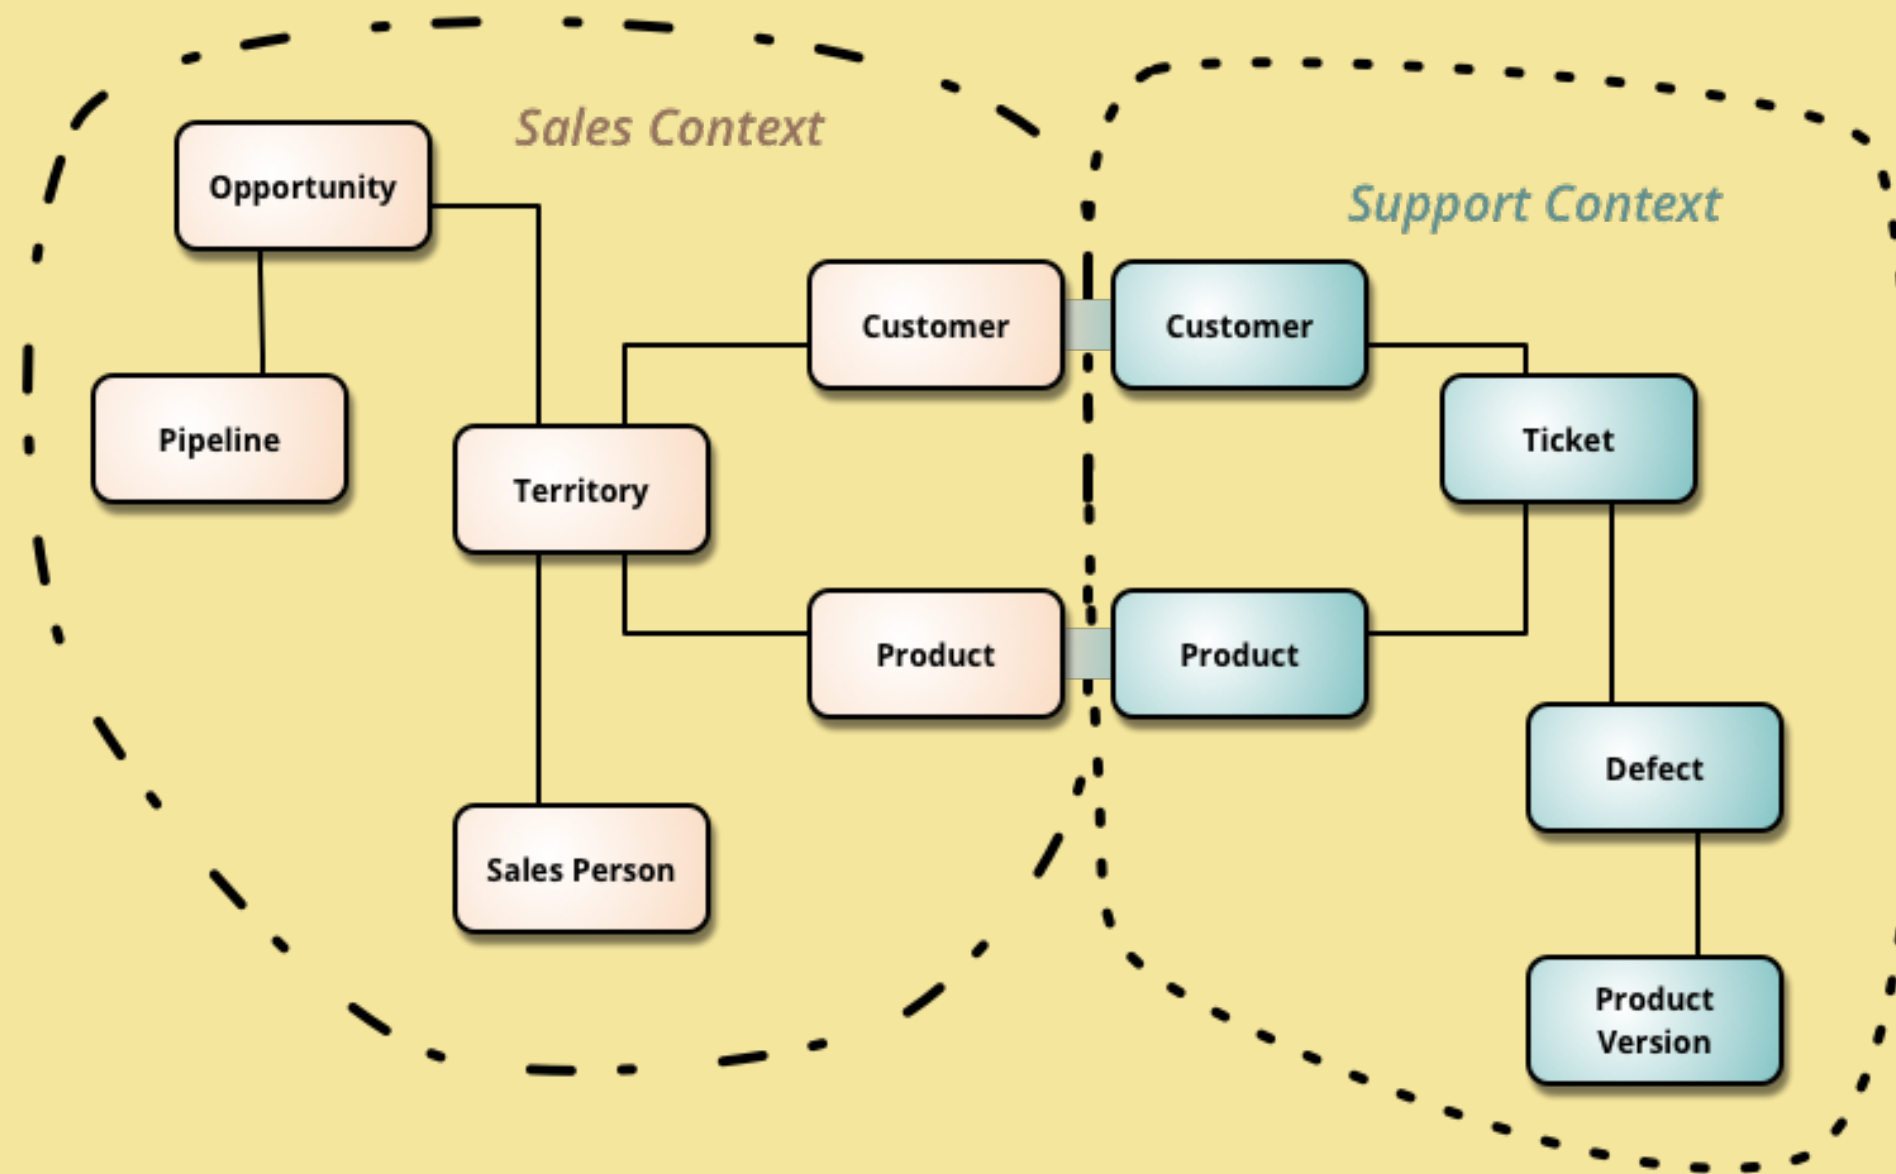 Sales Context
Support Context
Opportunity
Customer
Customer
Pipeline
Ticket
Territory
Product
Product
Defect
Sales Person
Product
Version